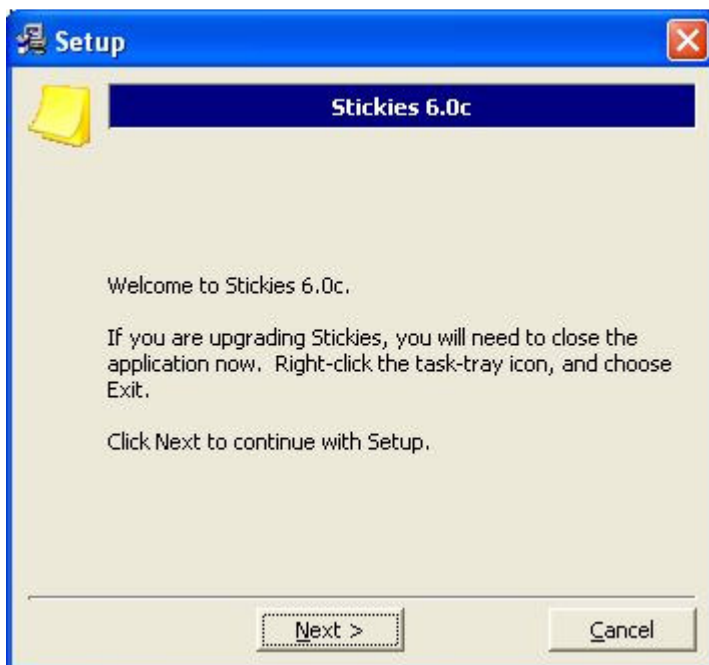 Setup
Stickies 6.0c
Welcome to Stickies 6.0c.
If you are upgrading Stickies, you will need to close the
application now.  Right-click the task-tray icon, and choose
Exit.
Click Next to continue with Setup.
Next >
Cancel